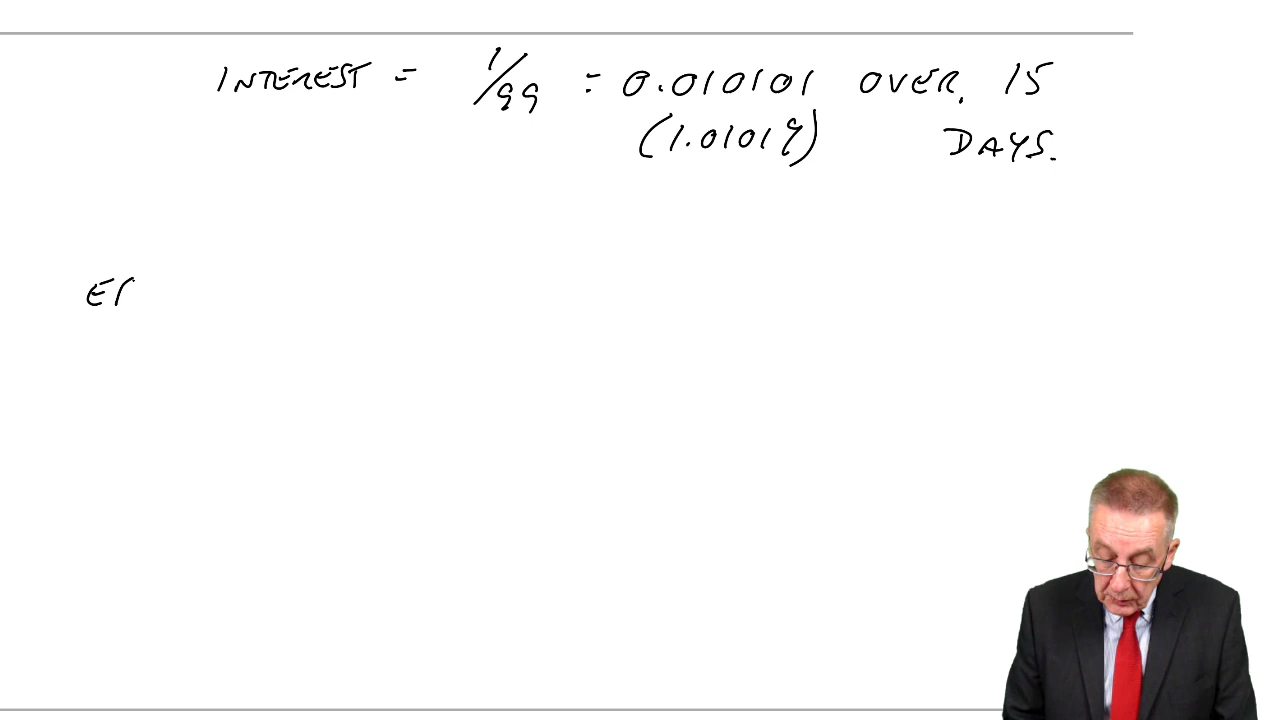 INTEREST = 1/99 = 0.010101 OVER. 15
(1.0101%) DAYS.
EF